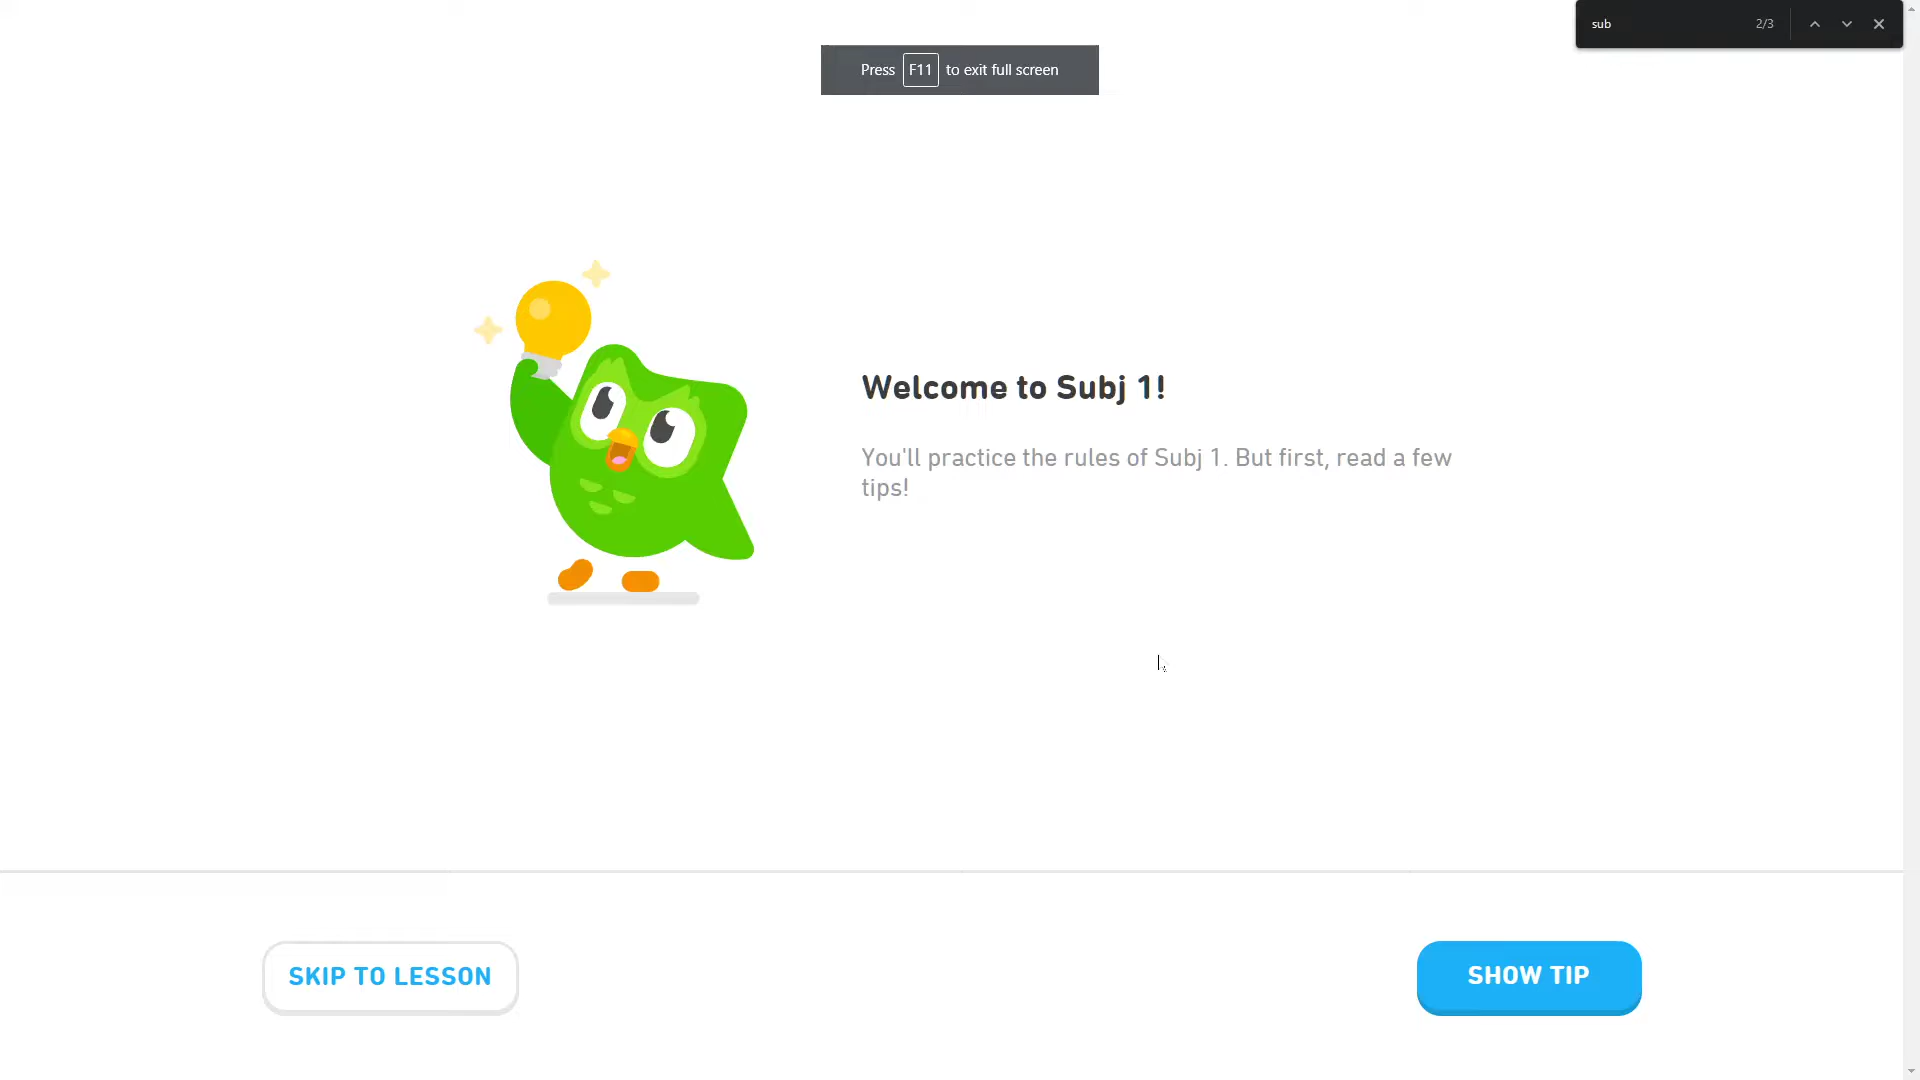 sub 2/3
Press F11 to exit full screen
Welcome to Subj 1!
You'll practice the rules of Subj 1. But first, read a few
tips!
SKIP TO LESSON
SHOW TIP